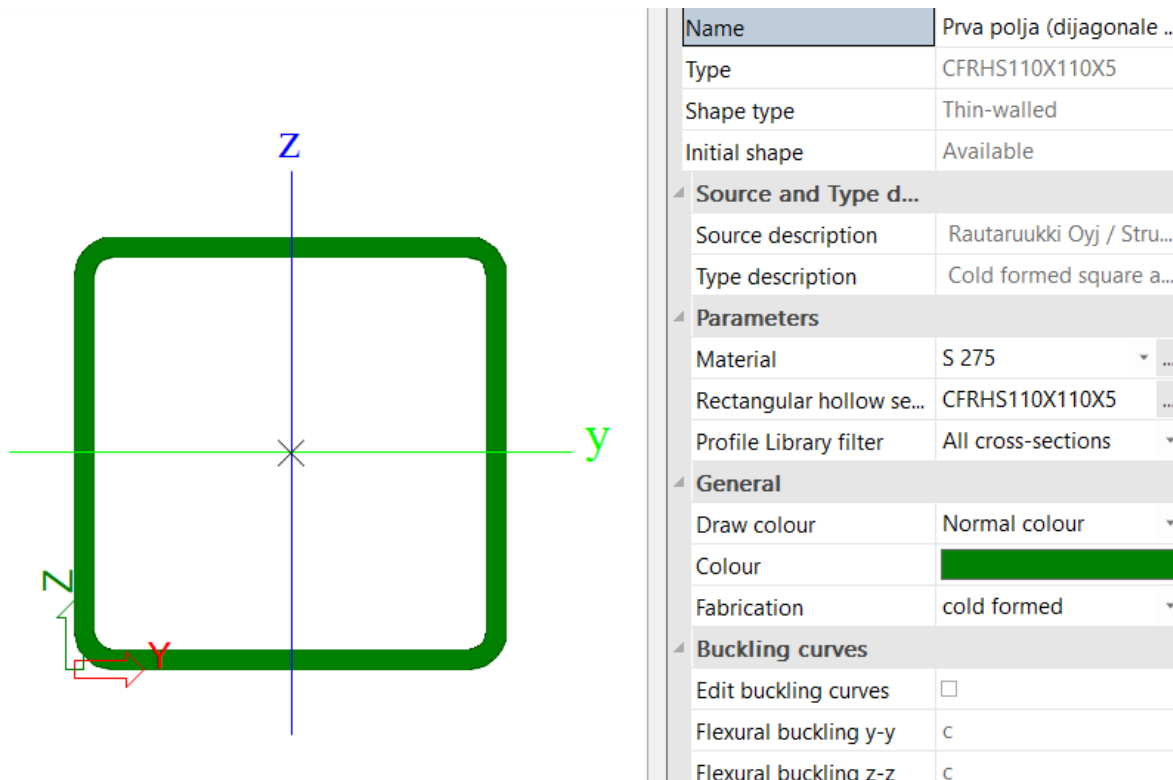 z
y
Z
Y
Name Prva polja (dijagonale ...
Type CFRHS110X110X5
Shape type Thin-walled
Initial shape Available
Source and Type d...
Source description Rautaruukki Oyj / Stru...
Type description Cold formed square a...
Parameters
Material S 275 ...
Rectangular hollow se... CFRHS110X110X5 ...
Profile Library filter All cross-sections
General
Draw colour Normal colour
Colour
Fabrication cold formed
Buckling curves
Edit buckling curves
Flexural buckling y-y c
Flexural buckling z-z c